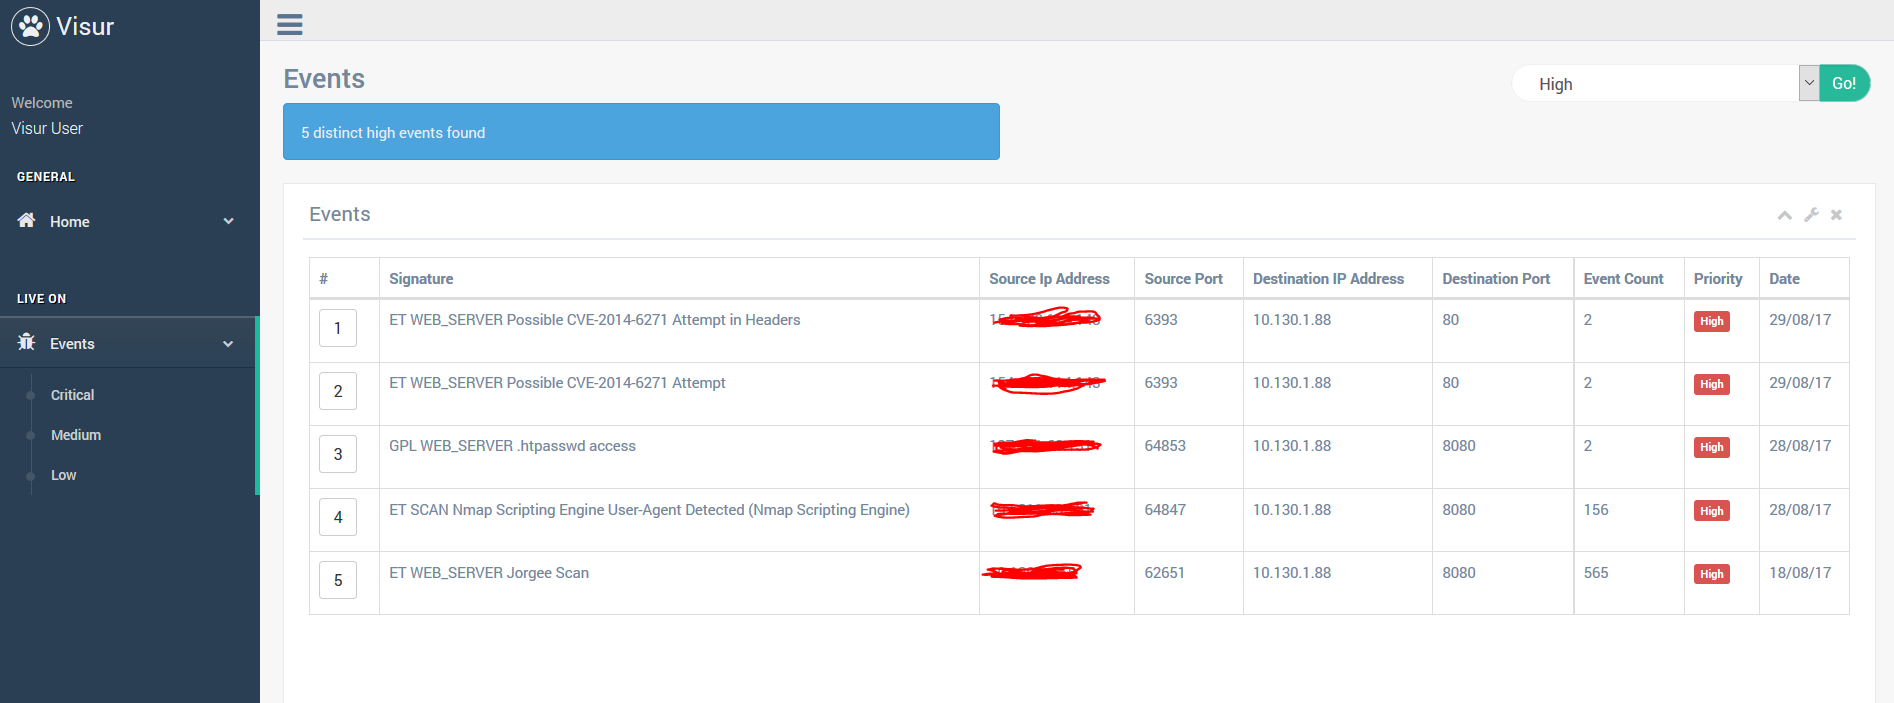 Visur
Welcome
Visur User
GENERAL
Home
LIVE ON
Events
Critical
Medium
Low
Events
High Go!
5 distinct high events found
Events
# Signature Source Ip Address Source Port Destination IP Address Destination Port Event Count Priority Date
1 ET WEB_SERVER Possible CVE-2014-6271 Attempt in Headers 6393 10.130.1.88 80 2 High 29/08/17
2 ET WEB_SERVER Possible CVE-2014-6271 Attempt 6393 10.130.1.88 80 2 High 29/08/17
3 GPL WEB_SERVER .htpasswd access 64853 10.130.1.88 8080 2 High 28/08/17
4 ET SCAN Nmap Scripting Engine User-Agent Detected (Nmap Scripting Engine) 64847 10.130.1.88 8080 156 High 28/08/17
5 ET WEB_SERVER Jorgee Scan 62651 10.130.1.88 8080 565 High 18/08/17